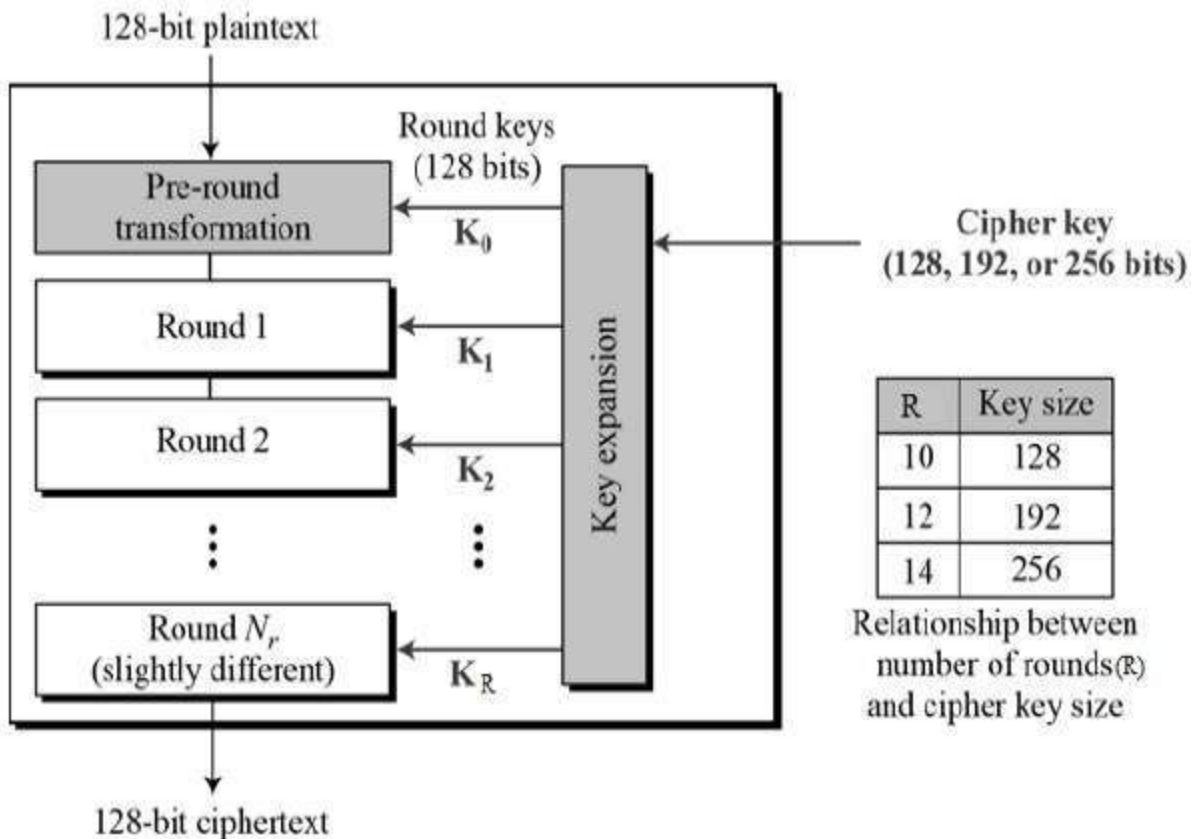 128-bit plaintext
Round keys
(128 bits)
Pre-round
transformation
K0
Cipher key
(128, 192, or 256 bits)
Round 1
K1
Key expansion
Round 2
K2
R Key size
10 128
12 192
14 256
Round Nr
(slightly different)
KR
Relationship between
number of rounds(R)
and cipher key size
128-bit ciphertext